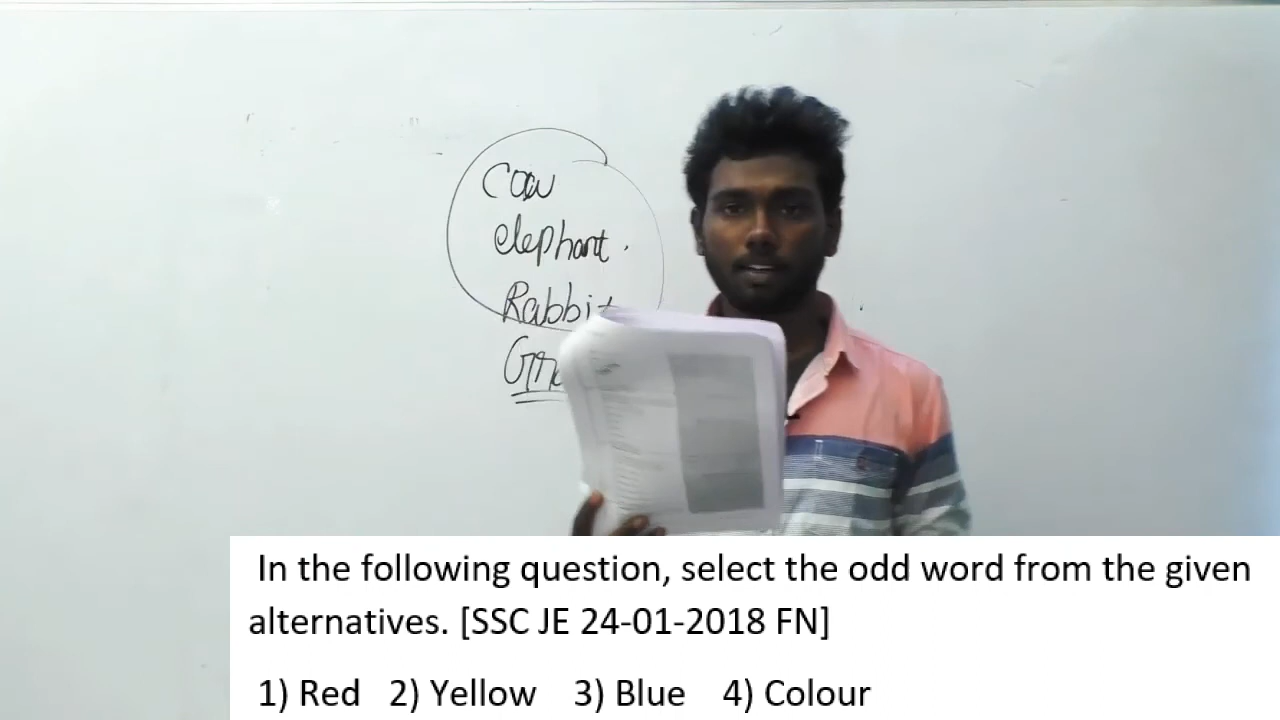 Cow
elephant.
Rabbit
In the following question, select the odd word from the given
alternatives. [SSC JE 24-01-2018 FN]
1) Red 2) Yellow 3) Blue 4) Colour